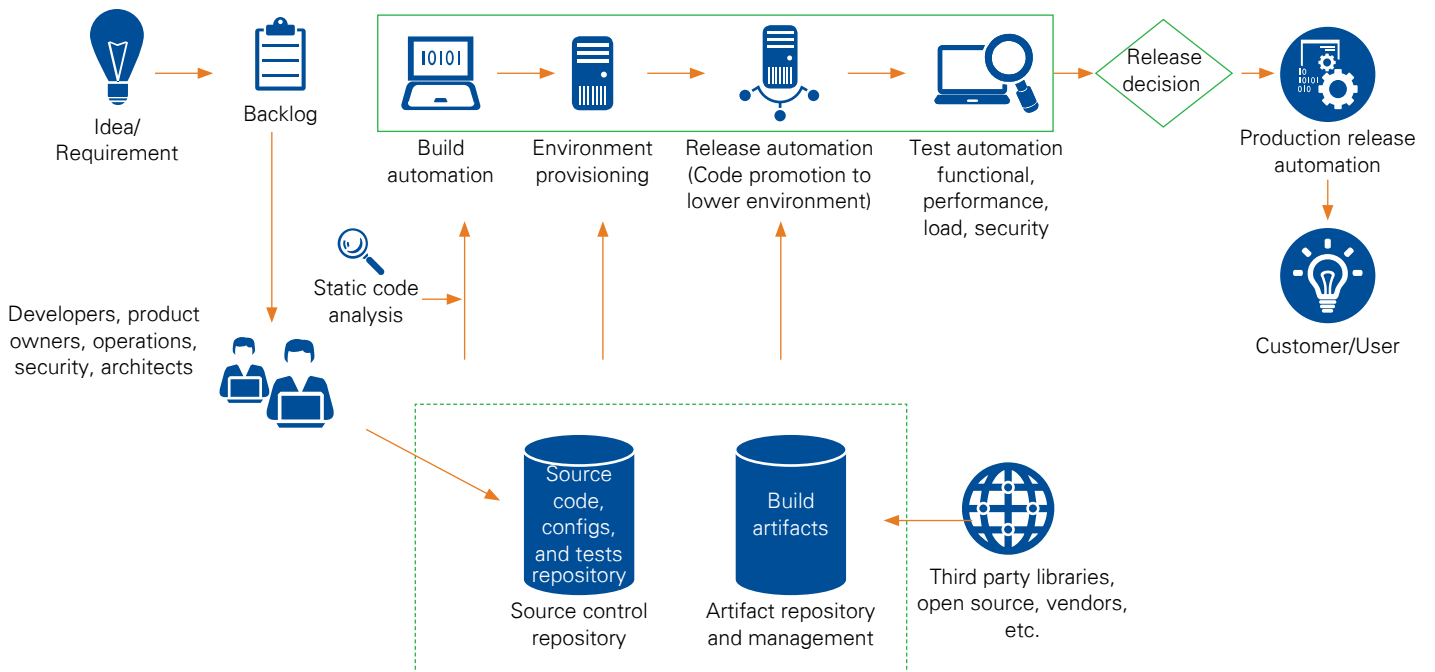 Idea/
Requirement
Backlog
10101
Build
automation
Environment
provisioning
Release automation
(Code promotion to
lower environment)
Test automation
functional,
performance,
load, security
Release
decision
10
10101
010
Production release
automation
Customer/User
Static code
analysis
Developers, product
owners, operations,
security, architects
Source
code,
configs,
and tests
repository
Source control
repository
Build
artifacts
Artifact repository
and management
Third party libraries,
open source, vendors,
etc.